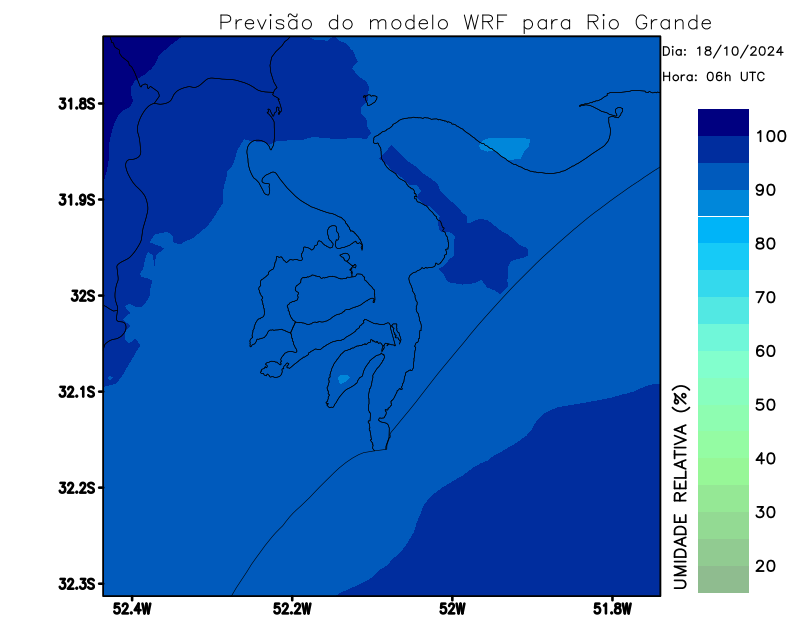 Previsão do modelo WRF para Rio Grande
Dia: 18/10/2024
Hora: 06h UTC
31.8S
31.9S
32S
32.1S
32.2S
32.3S
52.4W
52.2W
52W
51.8W
100
90
80
70
60
50
40
30
20
UMIDADE RELATIVA (%)